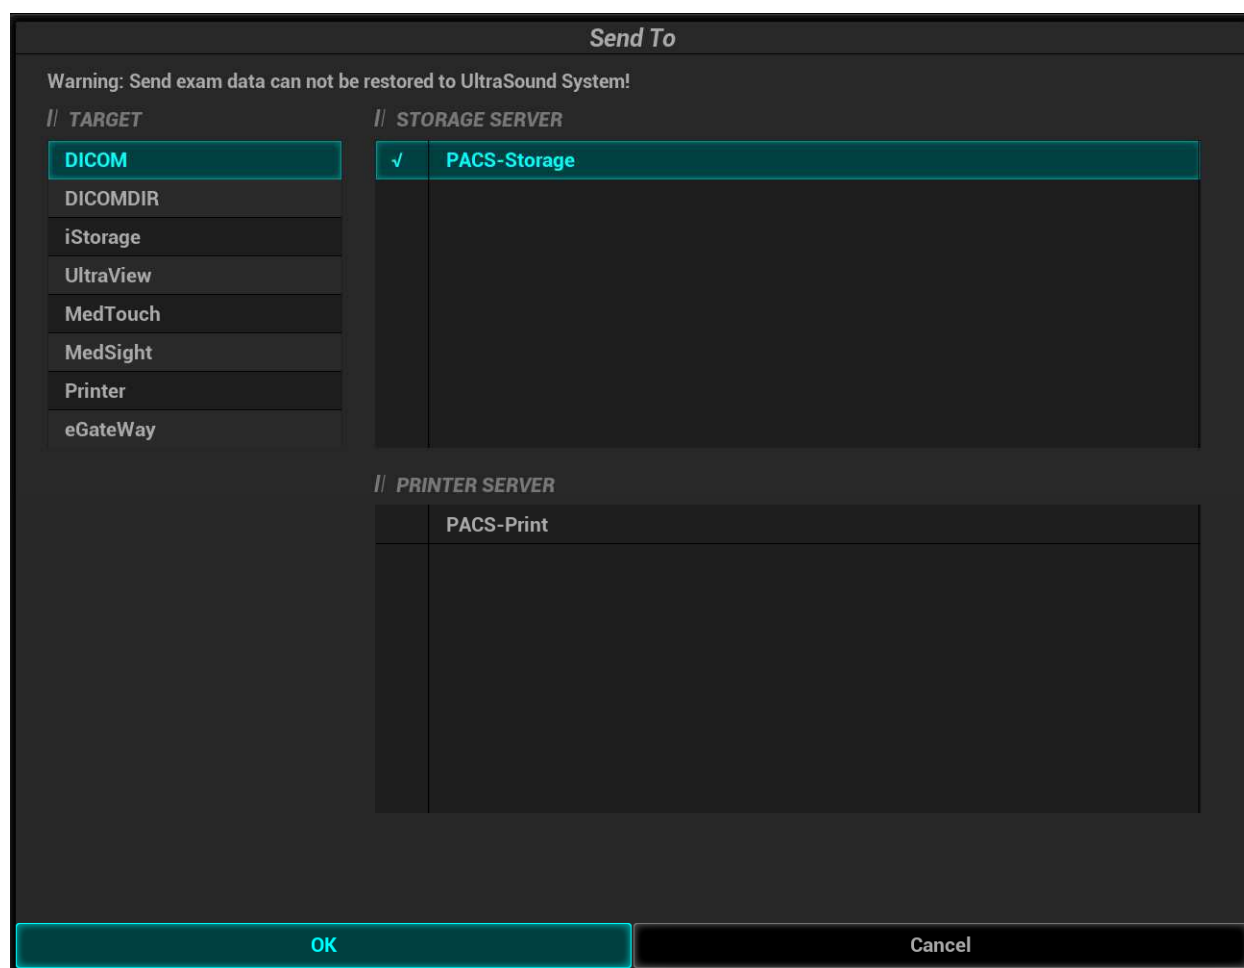 Send To
Warning: Send exam data can not be restored to UltraSound System!
// TARGET
// STORAGE SERVER
DICOM
√ PACS-Storage
DICOMDIR
iStorage
UltraView
MedTouch
MedSight
Printer
eGateWay
// PRINTER SERVER
PACS-Print
OK
Cancel